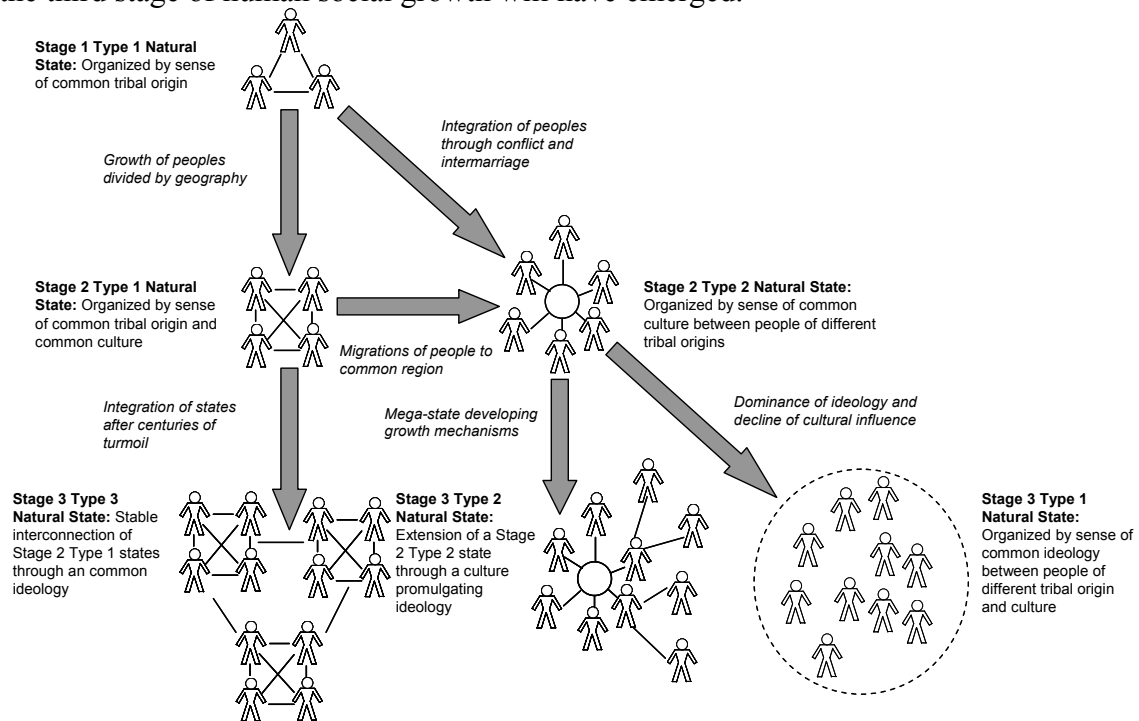 the third stage of human social growth will have emerged.
Stage 1 Type 1 Natural
State: Organized by sense
of common tribal origin
Integration of peoples
through conflict and
intermarriage
Growth of peoples
divided by geography
Stage 2 Type 1 Natural
State: Organized by sense
of common tribal origin and
common culture
Stage 2 Type 2 Natural State:
Organized by sense of common
culture between people of different
tribal origins
Migrations of people to
common region
Integration of states
after centuries of
turmoil
Mega-state developing
growth mechanisms
Dominance of ideology and
decline of cultural influence
Stage 3 Type 3
Natural State: Stable
interconnection of
Stage 2 Type 1 states
through an common
ideology
Stage 3 Type 2
Natural State:
Extension of a Stage
2 Type 2 state
through a culture
promulgating
ideology
Stage 3 Type 1
Natural State:
Organized by sense of
common ideology
between people of
different tribal origin
and culture